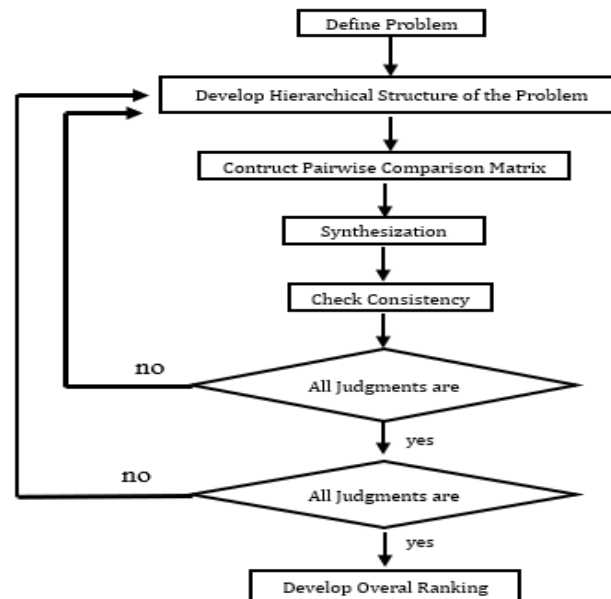 Define Problem
Develop Hierarchical Structure of the Problem
Contruct Pairwise Comparison Matrix
Synthesization
Check Consistency
no
All Judgments are
yes
no
All Judgments are
yes
Develop Overal Ranking